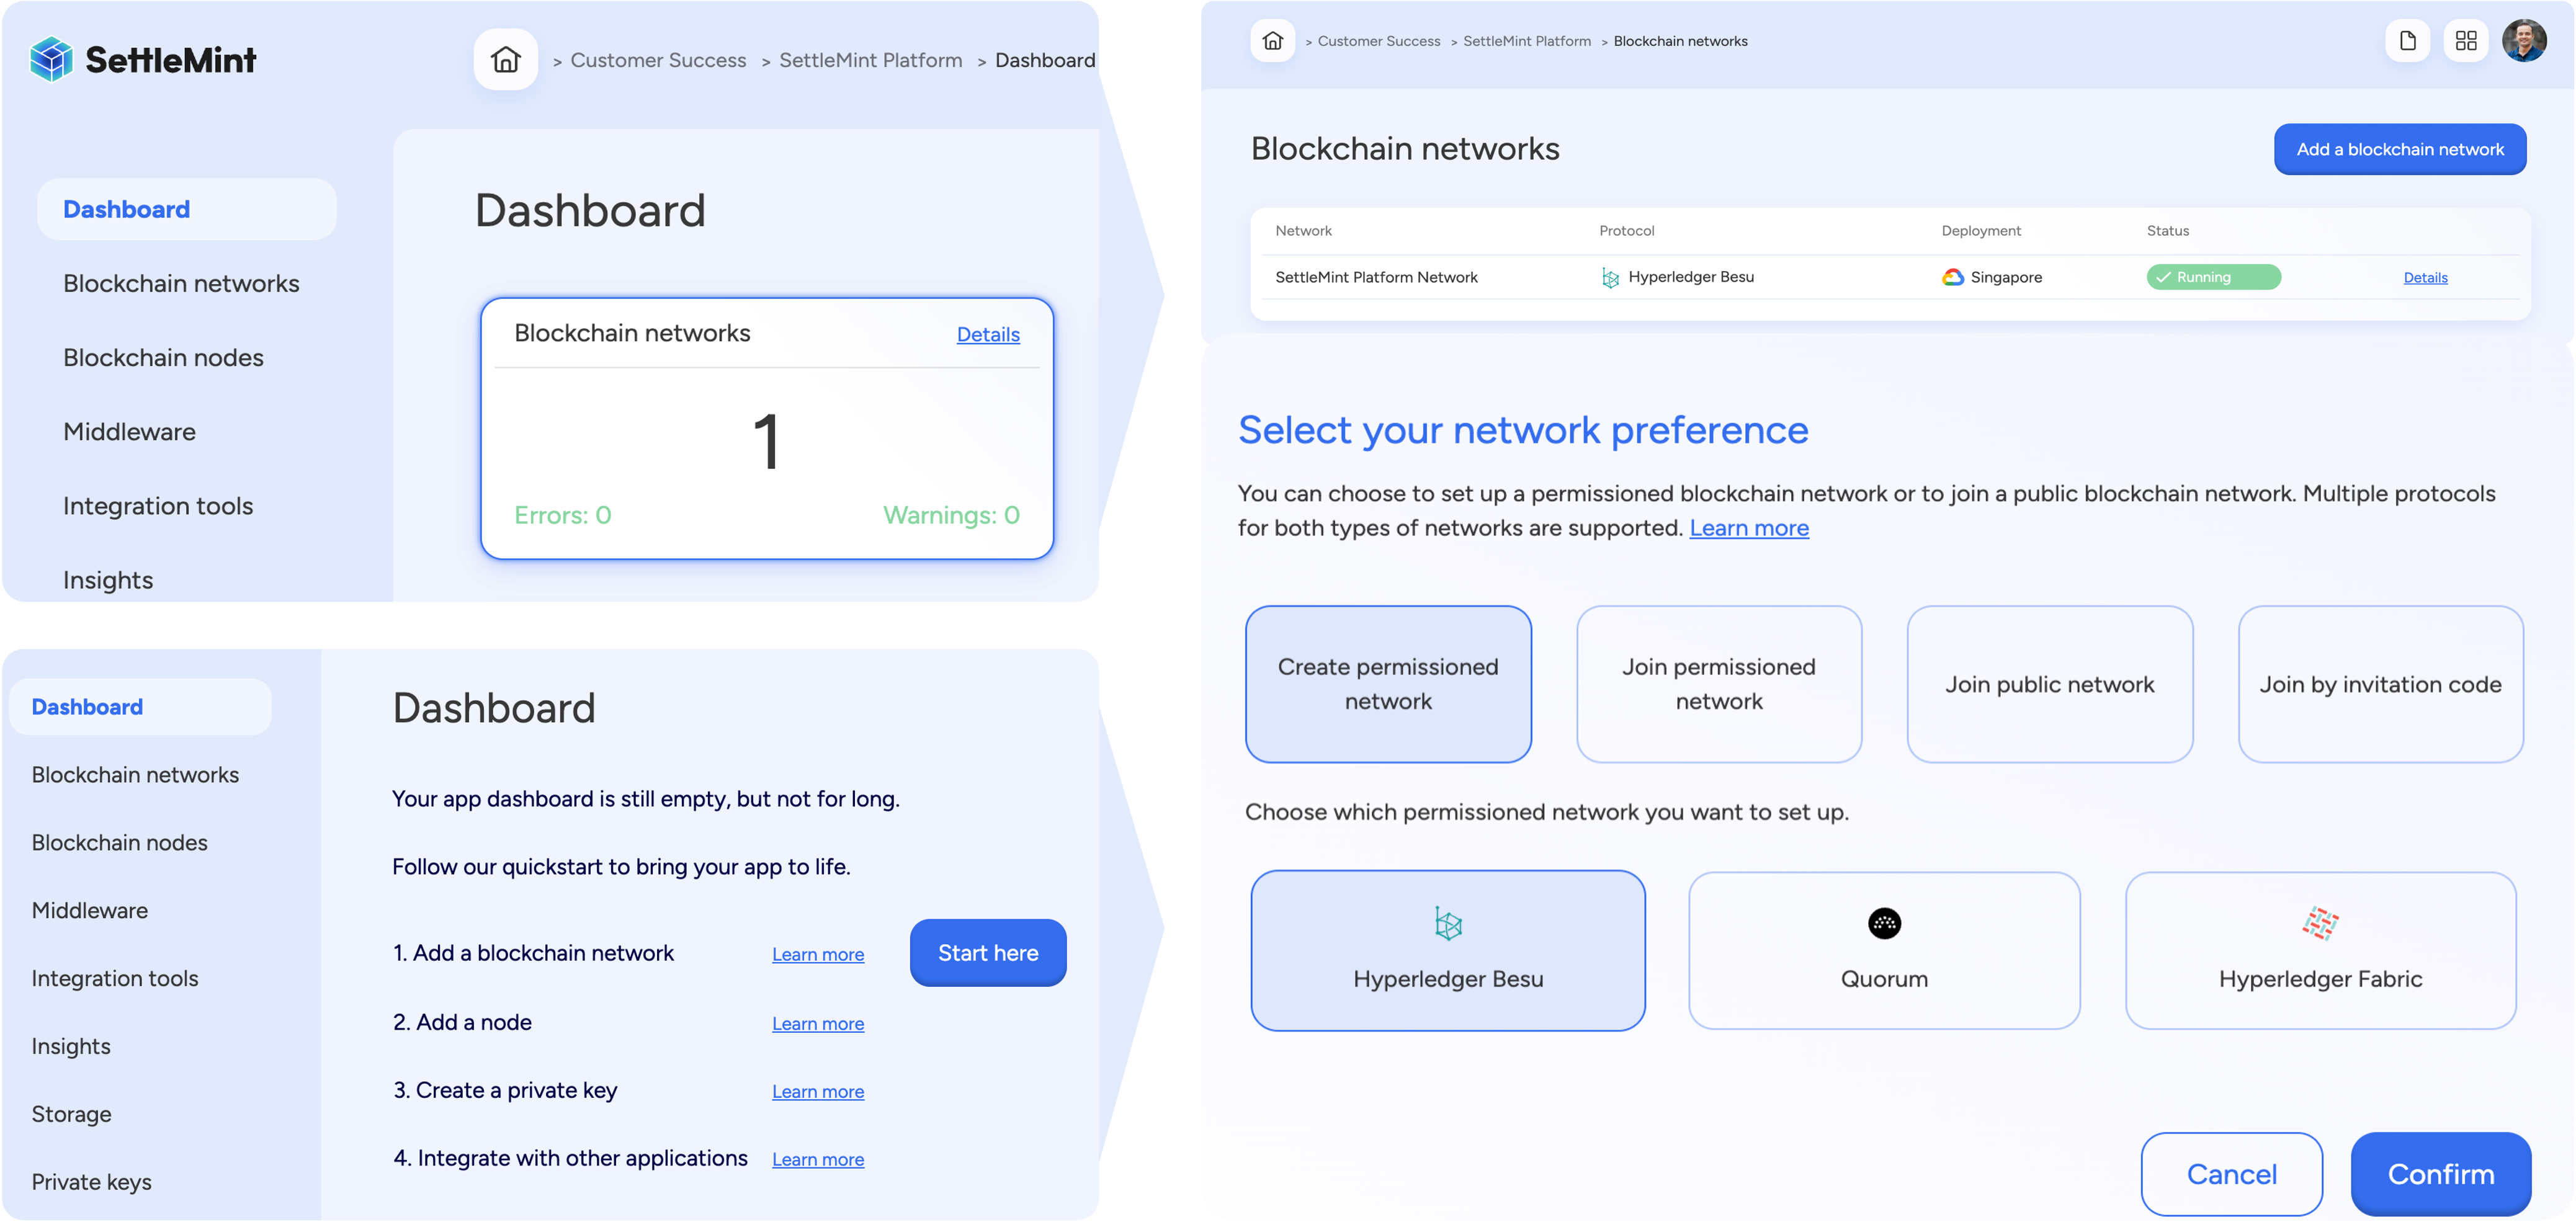 SettleMint
> Customer Success > SettleMint Platform > Dashboard
Dashboard
Blockchain networks
Blockchain nodes
Middleware
Integration tools
Insights
Dashboard
Blockchain networks Details
1
Errors: 0 Warnings: 0
Dashboard
Blockchain networks
Blockchain nodes
Middleware
Integration tools
Insights
Storage
Private keys
Dashboard
Your app dashboard is still empty, but not for long.
Follow our quickstart to bring your app to life.
1. Add a blockchain network Learn more Start here
2. Add a node Learn more
3. Create a private key Learn more
4. Integrate with other applications Learn more
> Customer Success > SettleMint Platform > Blockchain networks
Blockchain networks Add a blockchain network
Network Protocol Deployment Status
SettleMint Platform Network Hyperledger Besu Singapore Running Details
Select your network preference
You can choose to set up a permissioned blockchain network or to join a public blockchain network. Multiple protocols
for both types of networks are supported. Learn more
Create permissioned
network
Join permissioned
network
Join public network
Join by invitation code
Choose which permissioned network you want to set up.
Hyperledger Besu
Quorum
Hyperledger Fabric
Cancel Confirm